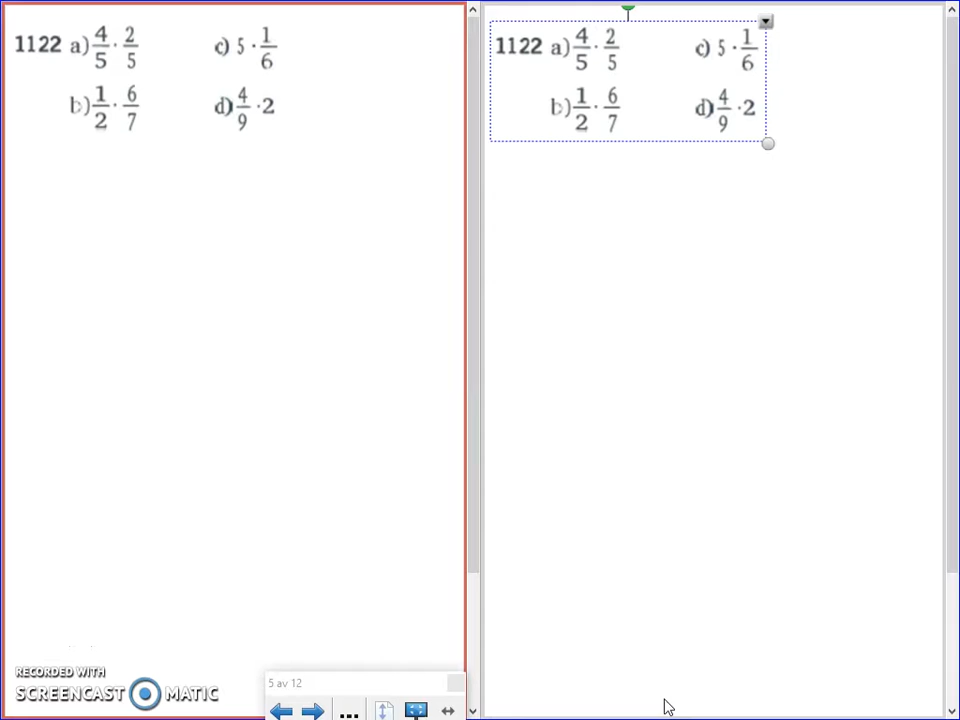 1122 a) 4/5 · 2/5 c) 5 · 1/6
b) 1/2 · 6/7 d) 4/9 · 2
1122 a) 4/5 · 2/5 c) 5 · 1/6
b) 1/2 · 6/7 d) 4/9 · 2
RECORDED WITH
SCREENCAST MATIC
5 av 12
...